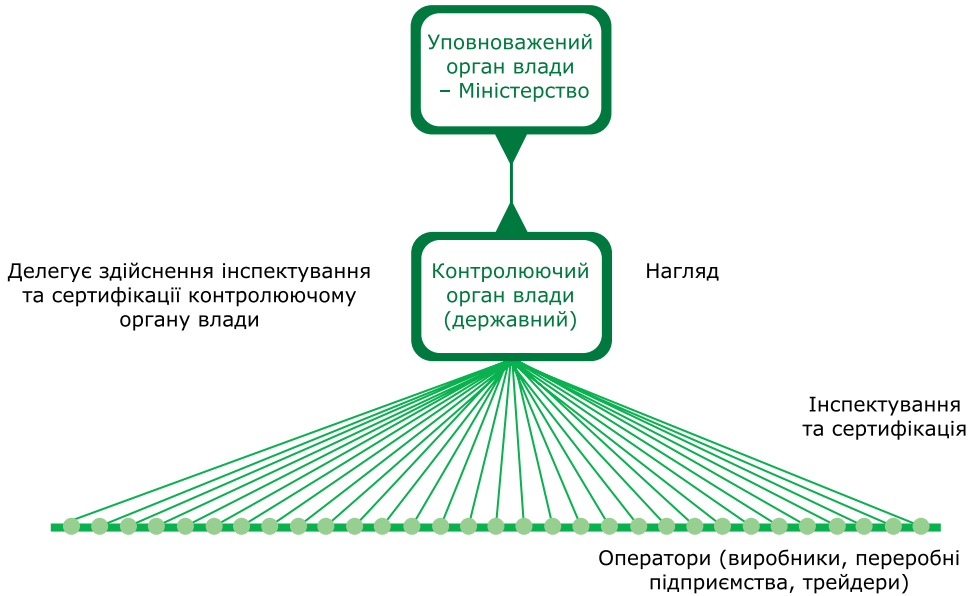 Уповноважений
орган влади
– Міністерство
Делегує здійснення інспектування
та сертифікації контролюючому
органу влади
Контролюючий
орган влади
(державний)
Нагляд
Інспектування
та сертифікація
Оператори (виробники, переробні
підприємства, трейдери)